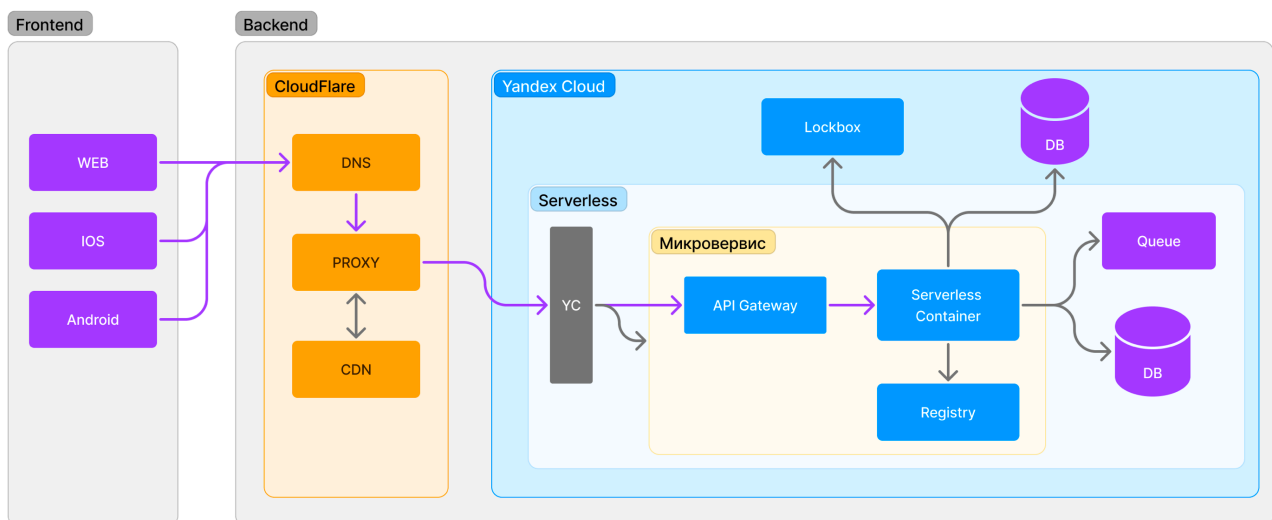 Frontend
Backend
CloudFlare
Yandex Cloud
WEB
IOS
Android
DNS
PROXY
CDN
Lockbox
DB
Serverless
YC
Микровервис
API Gateway
Serverless
Container
Registry
Queue
DB